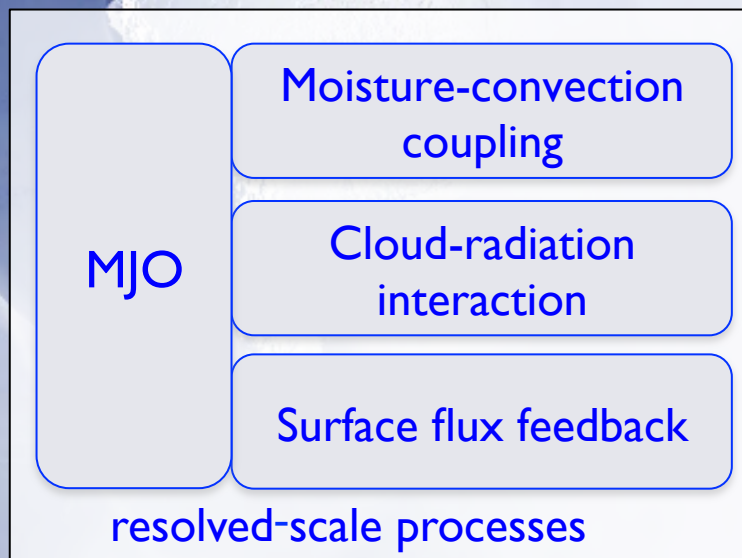 MJO
Moisture-convection
coupling
Cloud-radiation
interaction
Surface flux feedback
resolved-scale processes